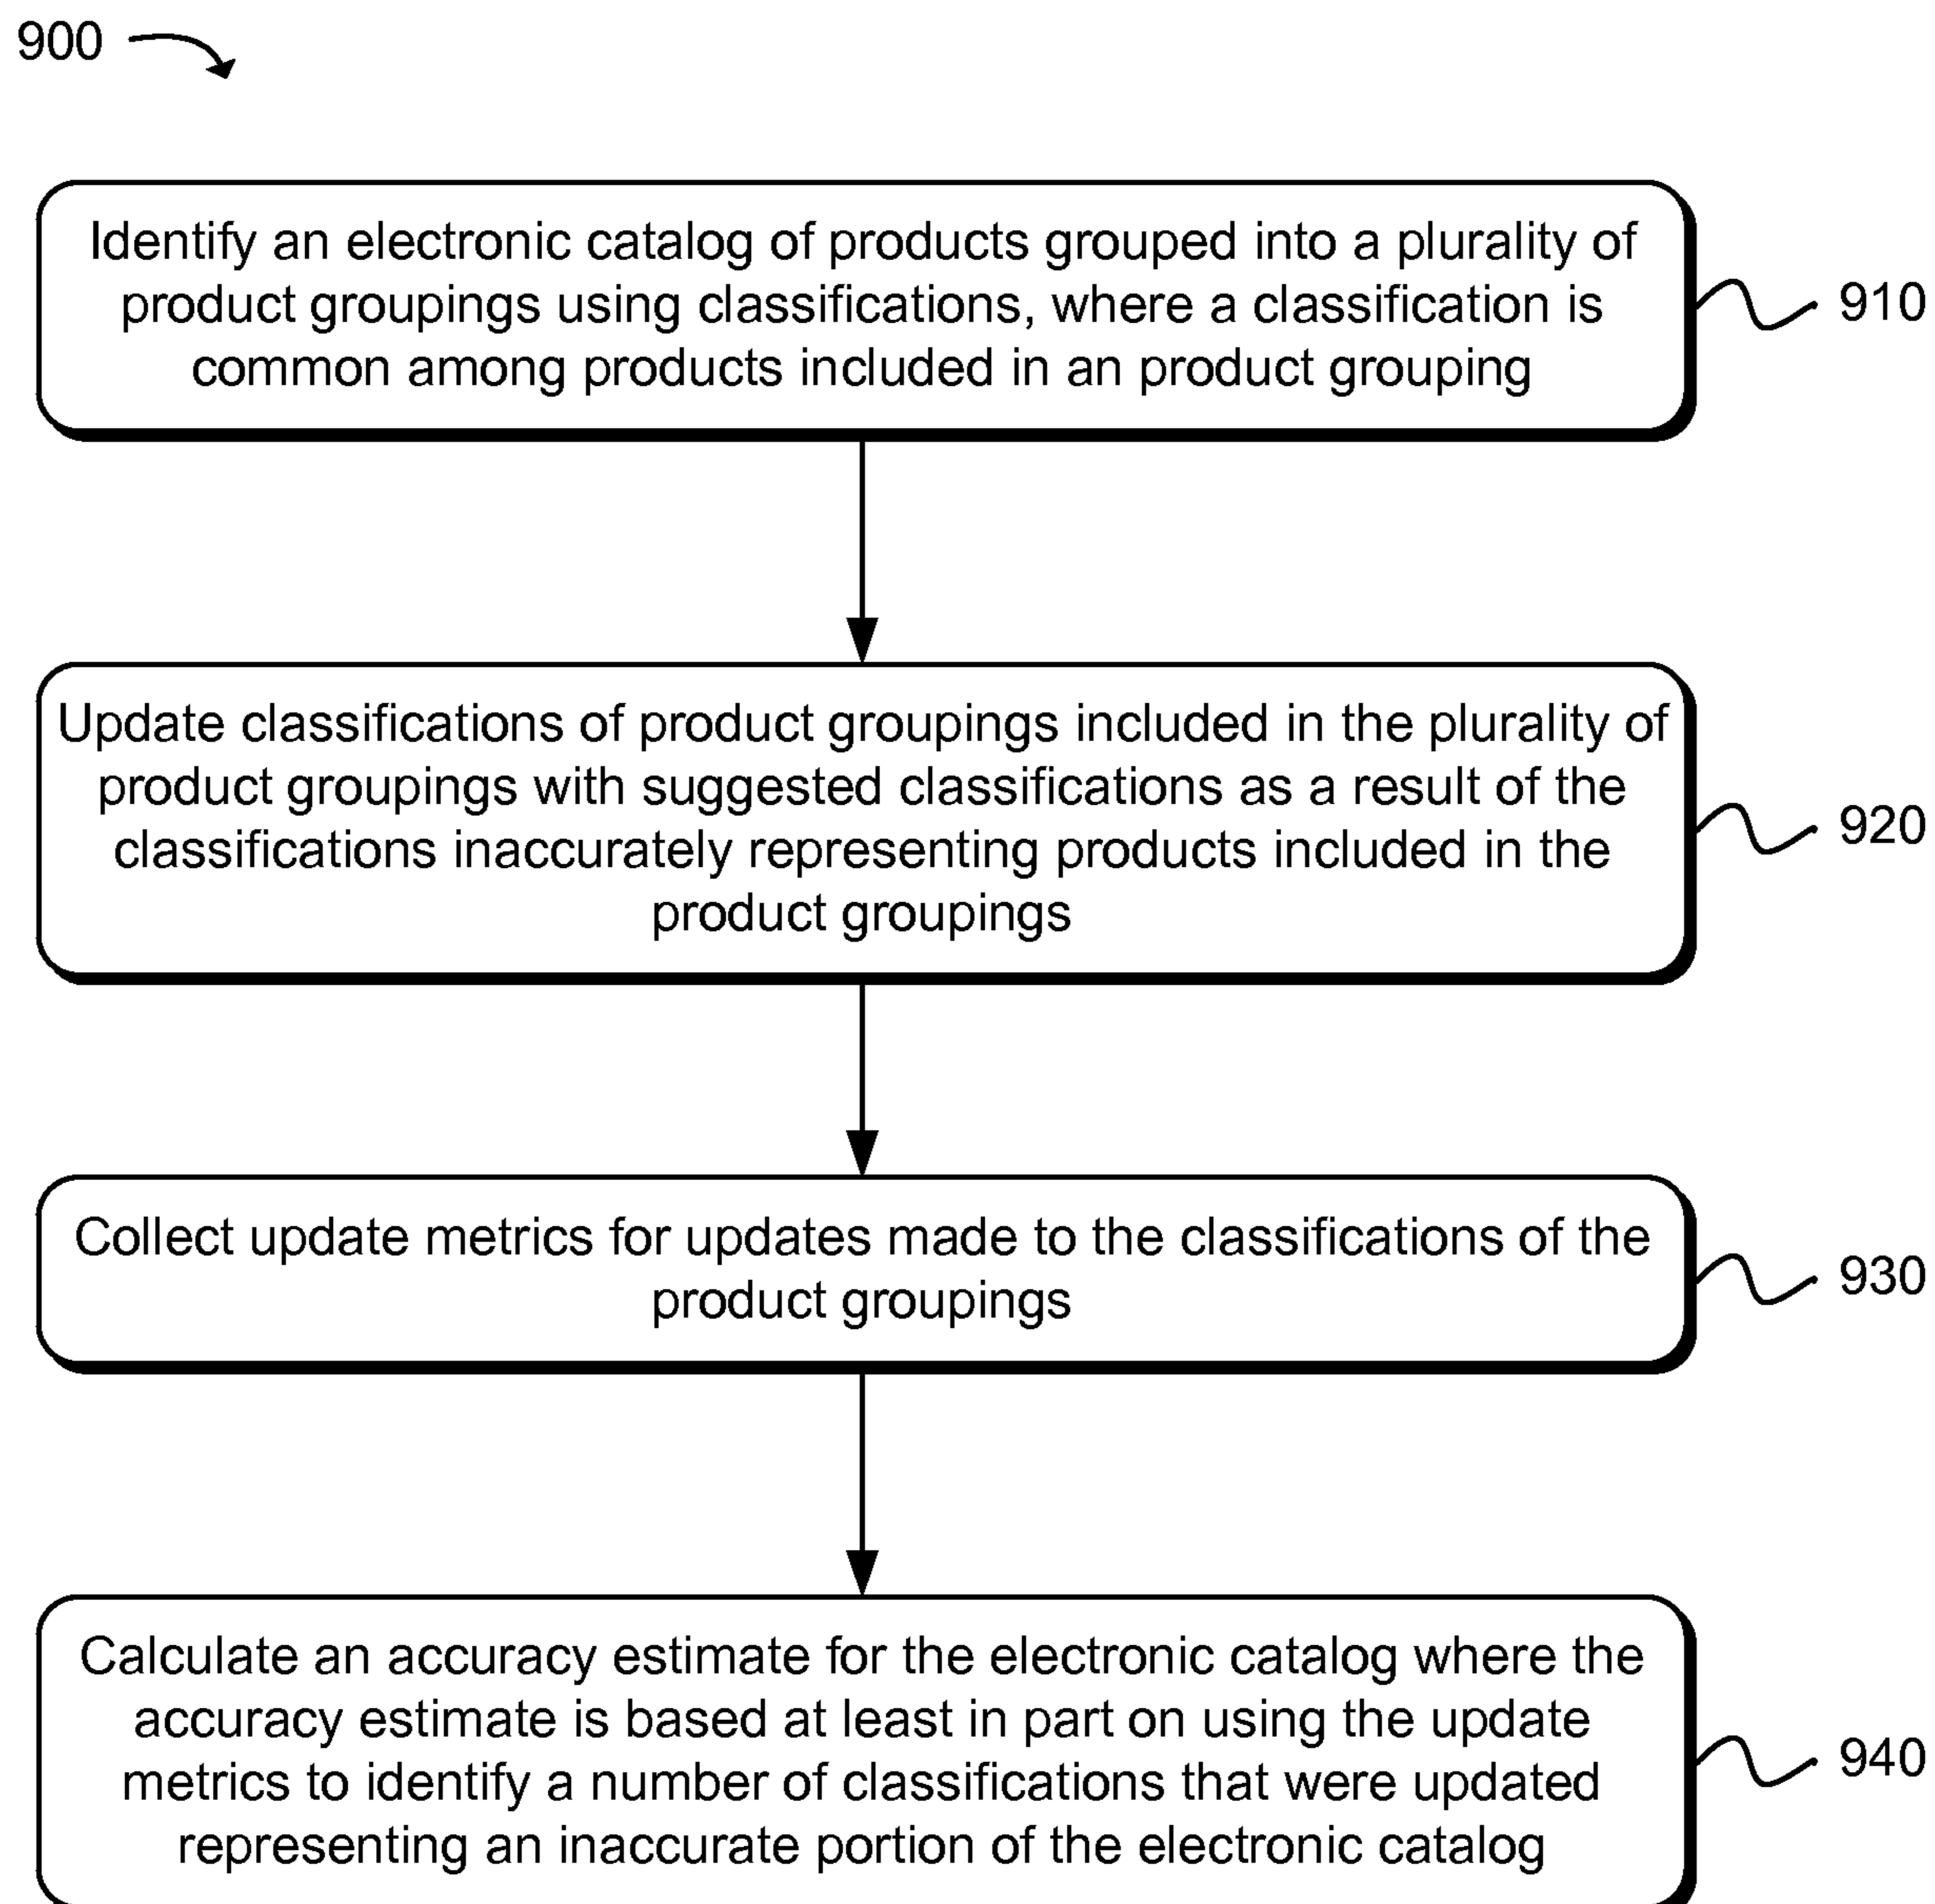 900
Identify an electronic catalog of products grouped into a plurality of
product groupings using classifications, where a classification is
common among products included in an product grouping
910
Update classifications of product groupings included in the plurality of
product groupings with suggested classifications as a result of the
classifications inaccurately representing products included in the
product groupings
920
Collect update metrics for updates made to the classifications of the
product groupings
930
Calculate an accuracy estimate for the electronic catalog where the
accuracy estimate is based at least in part on using the update
metrics to identify a number of classifications that were updated
representing an inaccurate portion of the electronic catalog
940